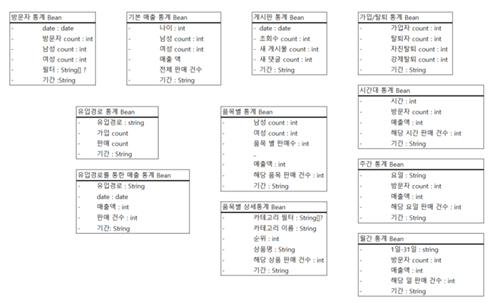 방문자 통계 Bean
- date : date
- 방문자 count : int
- 남성 count : int
- 여성 count : int
- 필터 : String[] ?
- 기간 :String
기본 매출 통계 Bean
- 나이 : int
- 남성 count : int
- 여성 count : int
- 매출 액
- 전체 판매 건수
- 기간 : String
게시판 통계 Bean
- date : date
- 조회수 count : int
- 새 게시물 count : int
- 새 댓글 count : int
- 기간 : String
가입/탈퇴 통계 Bean
- 가입자 count : int
- 탈퇴자 count : int
- 자진탈퇴 count : int
- 강제탈퇴 count : int
- 기간 : String
유입경로 통계 Bean
- 유입경로 : string
- 가입 count
- 판매 count
- 기간 : String
유입경로를 통한 매출 통계 Bean
- 유입경로 : String
- date : date
- 매출액 : int
- 판매 건수 : int
- 기간: String
품목별 통계 Bean
- 남성 count : int
- 여성 count : int
- 품목 별 판매수 : int
- ..
- 매출액 : int
- 해당 품목 판매 건수 : int
- 기간 : String
품목별 상세통계 Bean
- 카테고리 필터 : String[]?
- 카테고리 이름 : String
- 순위 : int
- 상품명 : String
- 해당 상품 판매 건수 : int
- 기간 : String
시간대 통계 Bean
- 시간 : int
- 방문자 count : int
- 매출액 : int
- 해당 시간 판매 건수 : int
- 기간 : String
주간 통계 Bean
- 요일 : String
- 방문자 count : int
- 매출액 : int
- 해당 요일 판매 건수 : int
- 기간 : String
월간 통계 Bean
- 1일-31일 : string
- 방문자 count : int
- 매출액 : int
- 해당 일 판매 건수 : int
- 기간 : String